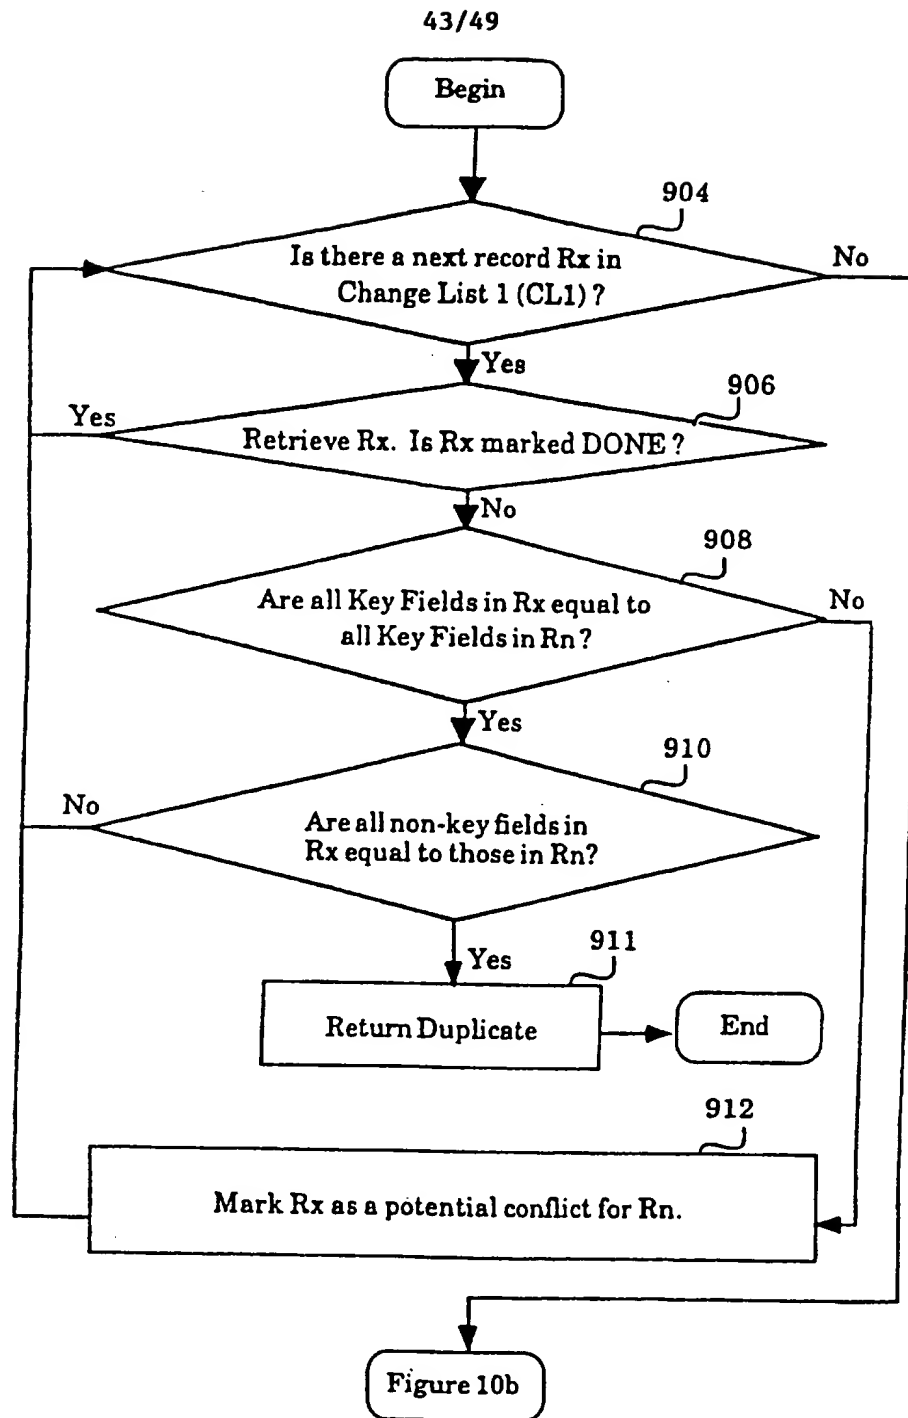 43/49
Begin
904
Is there a next record Rx in
Change List 1 (CL1) ?
No
Yes
906
Yes
Retrieve Rx. Is Rx marked DONE ?
No
908
Are all Key Fields in Rx equal to
all Key Fields in Rn?
No
Yes
910
No
Are all non-key fields in
Rx equal to those in Rn?
Yes
911
Return Duplicate
End
912
Mark Rx as a potential conflict for Rn.
Figure 10b